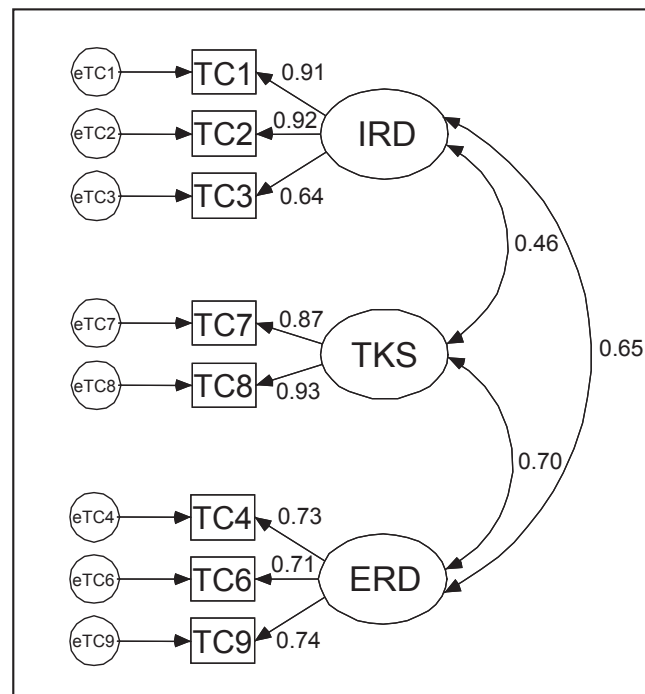 eTC1 TC1 0.91
eTC2 TC2 0.92 IRD
eTC3 TC3 0.64
0.46
eTC7 TC7 0.87
TKS 0.65
eTC8 TC8 0.93
0.70
eTC4 TC4 0.73
eTC6 TC6 0.71 ERD
eTC9 TC9 0.74